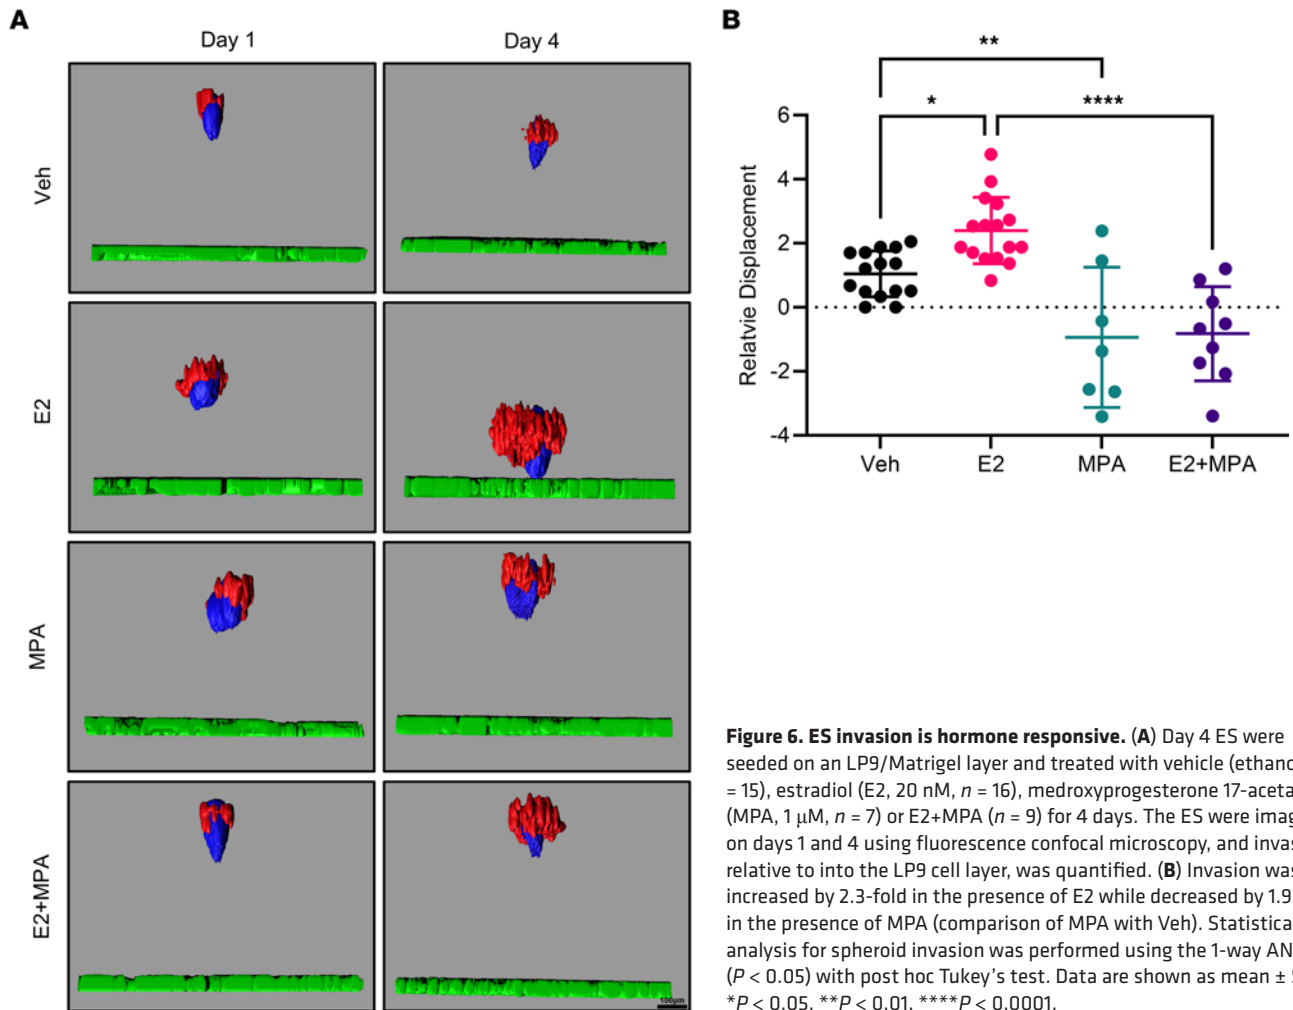 A
B
Day 1
Day 4
Veh
E2
MPA
E2+MPA
100µm
**
*
****
6
4
2
0
-2
-4
Relatvie Displacement
Veh
E2
MPA
E2+MPA
Figure 6. ES invasion is hormone responsive. (A) Day 4 ES were
seeded on an LP9/Matrigel layer and treated with vehicle (ethano
= 15), estradiol (E2, 20 nM, n = 16), medroxyprogesterone 17-aceta
(MPA, 1 μM, n = 7) or E2+MPA (n = 9) for 4 days. The ES were imag
on days 1 and 4 using fluorescence confocal microscopy, and invas
relative to into the LP9 cell layer, was quantified. (B) Invasion was
increased by 2.3-fold in the presence of E2 while decreased by 1.9
in the presence of MPA (comparison of MPA with Veh). Statistica
analysis for spheroid invasion was performed using the 1-way AN
(P < 0.05) with post hoc Tukey's test. Data are shown as mean ±
*P < 0.05, **P < 0.01, ****P < 0.0001.